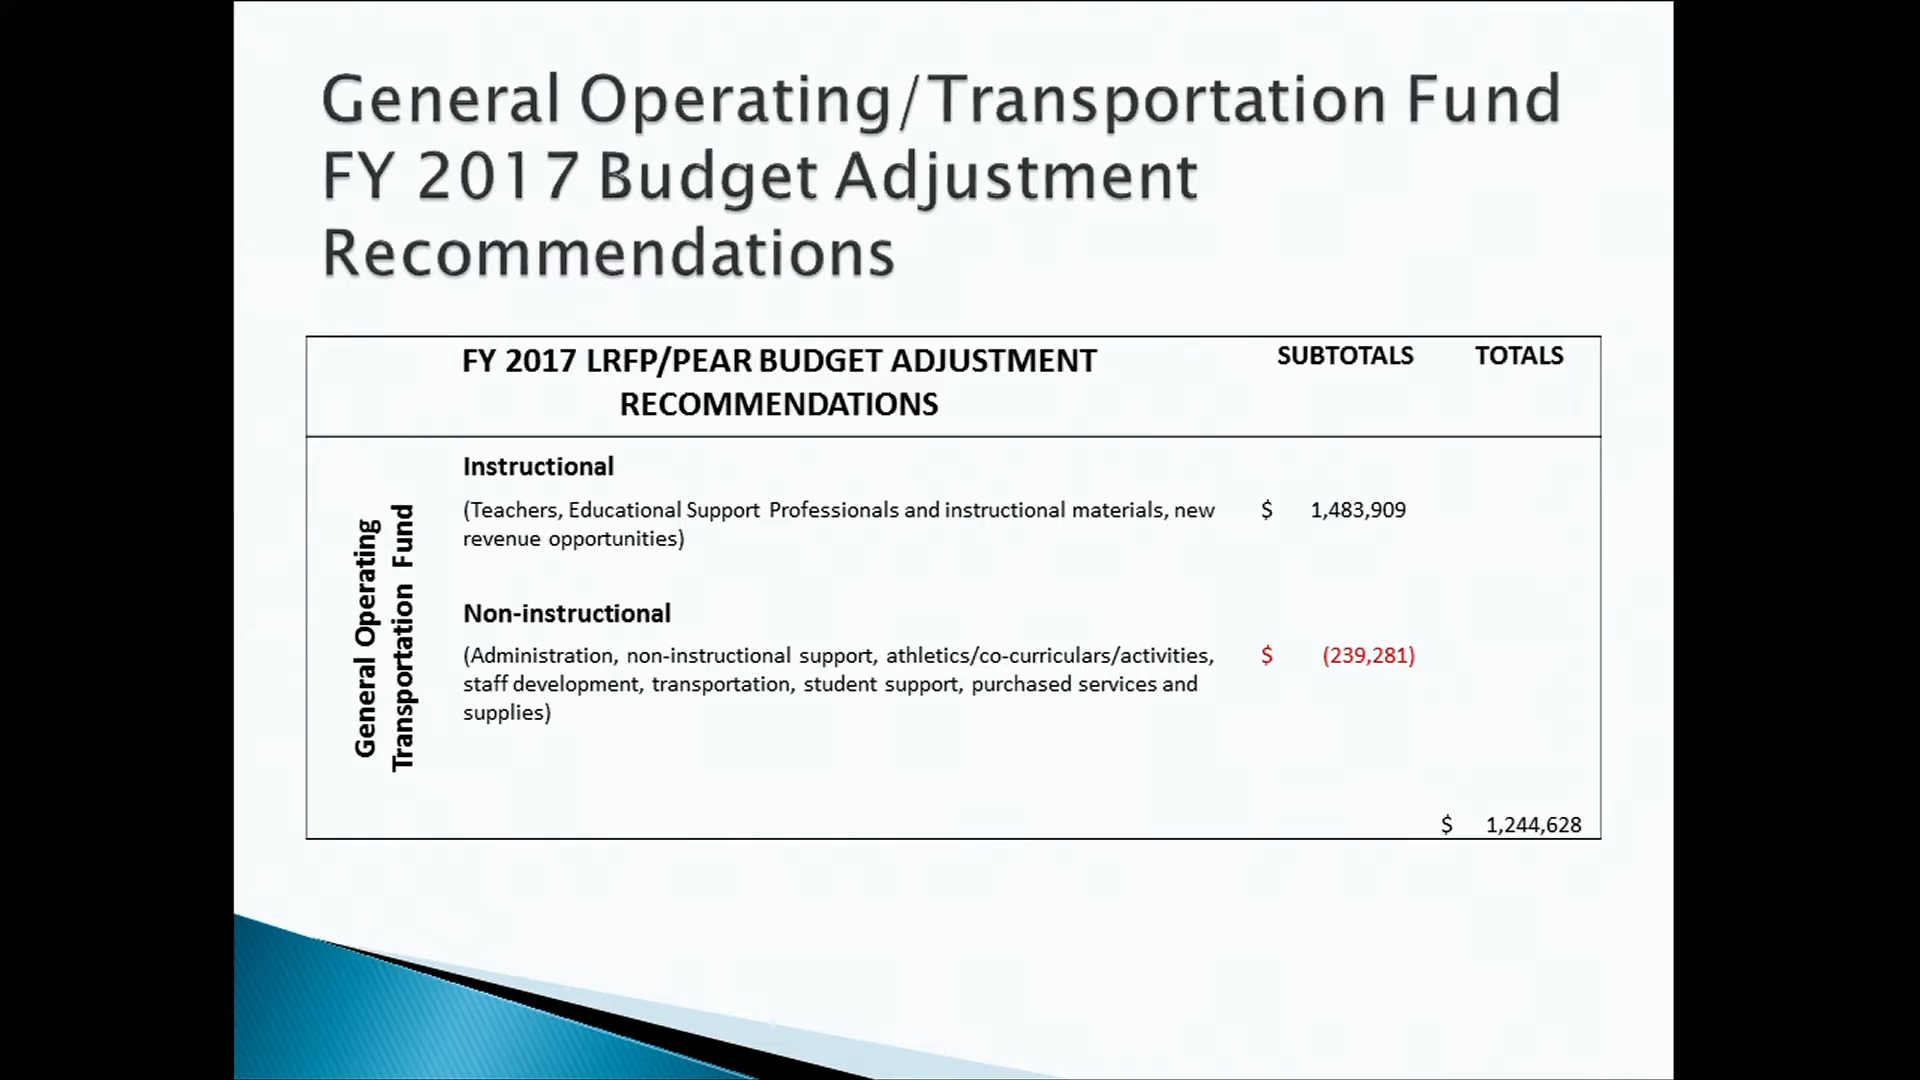 General Operating/Transportation Fund
FY 2017 Budget Adjustment
Recommendations
FY 2017 LRFP/PEAR BUDGET ADJUSTMENT
RECOMMENDATIONS
SUBTOTALS
TOTALS
General Operating
Transportation Fund
Instructional
(Teachers, Educational Support Professionals and instructional materials, new
revenue opportunities)
$ 1,483,909
Non-instructional
(Administration, non-instructional support, athletics/co-curriculars/activities,
staff development, transportation, student support, purchased services and
supplies)
$ (239,281)
$ 1,244,628